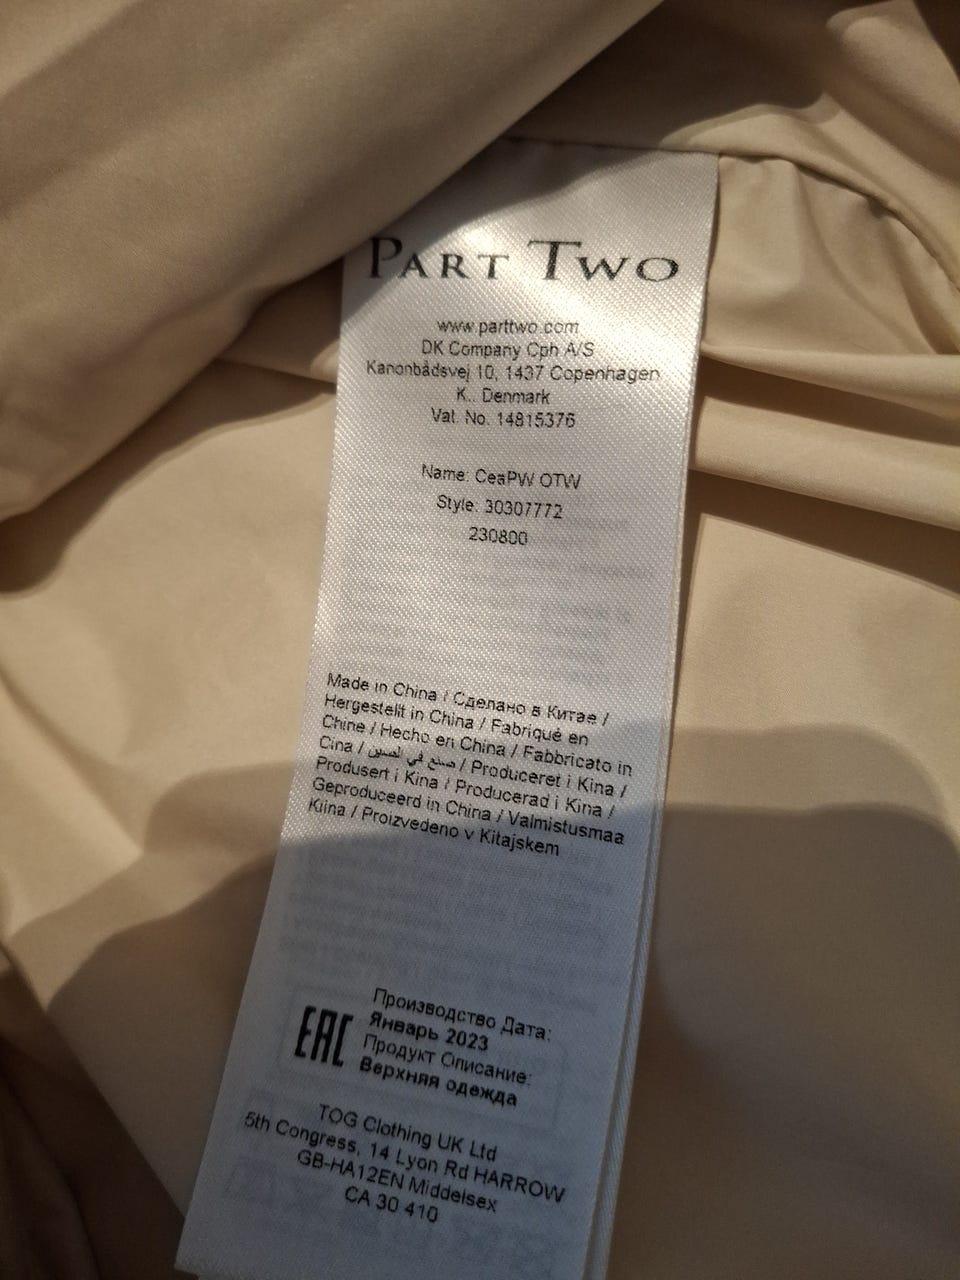 PART TWO
www.parttwo.com
DK Company Cph A/S
Kanonbådsvej 10, 1437 Copenhagen
K.. Denmark
Vat. No. 14815376
Name: CeaPW OTW
Style: 30307772
230800
Made in China / Сделано в Китае /
Hergestellt in China / Fabriqué en
Chine / Hecho en China / Fabbricato in
Cina / صنع في الصين / Produceret i Kina /
Produsert i Kina / Producerad i Kina /
Geproduceerd in China / Valmistusmaa
Kiina / Proizvedeno v Kitajskem
EAC
Производство Дата:
Январь 2023
Продукт Описание:
Верхняя одежда
TOG Clothing UK Ltd
5th Congress, 14 Lyon Rd HARROW
GB-HA12EN Middelsex
CA 30 410